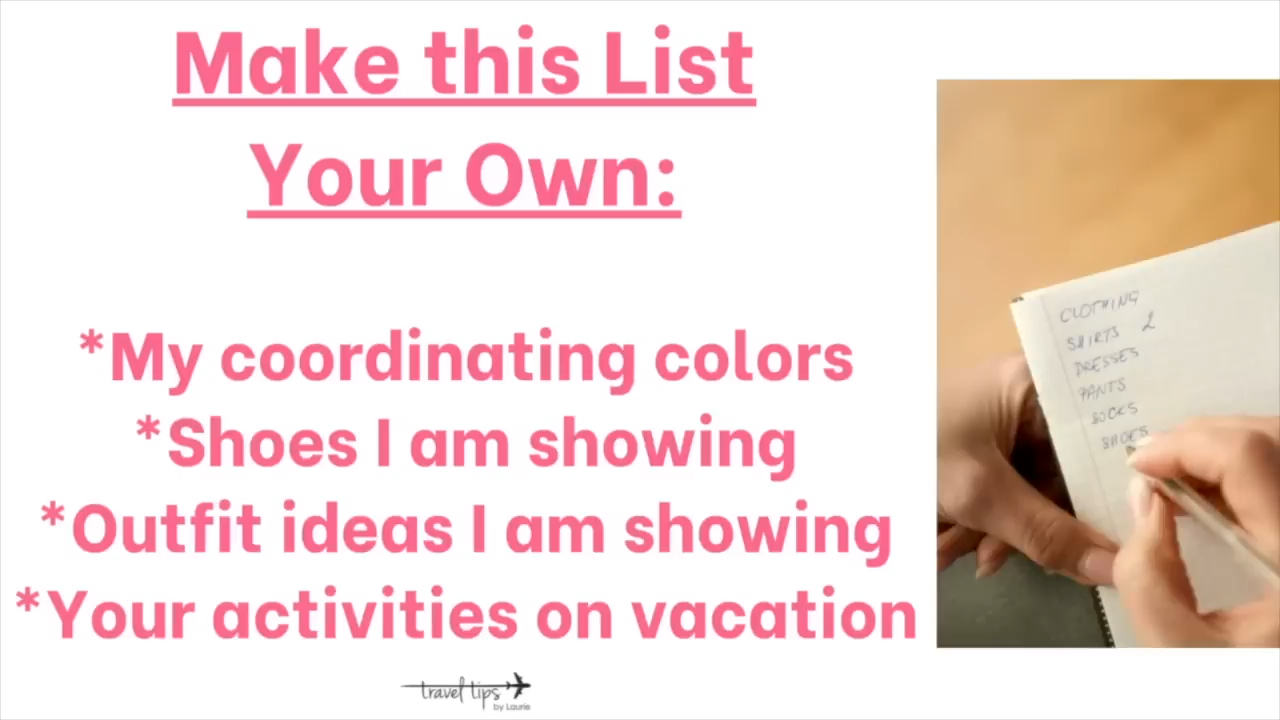 Make this List
Your Own:
*My coordinating colors
*Shoes I am showing
*Outfit ideas I am showing
*Your activities on vacation
travel tips
by Laurie
CLOTHING
SHIRTS 2
DRESSES
PANTS
SOCKS
SHOES